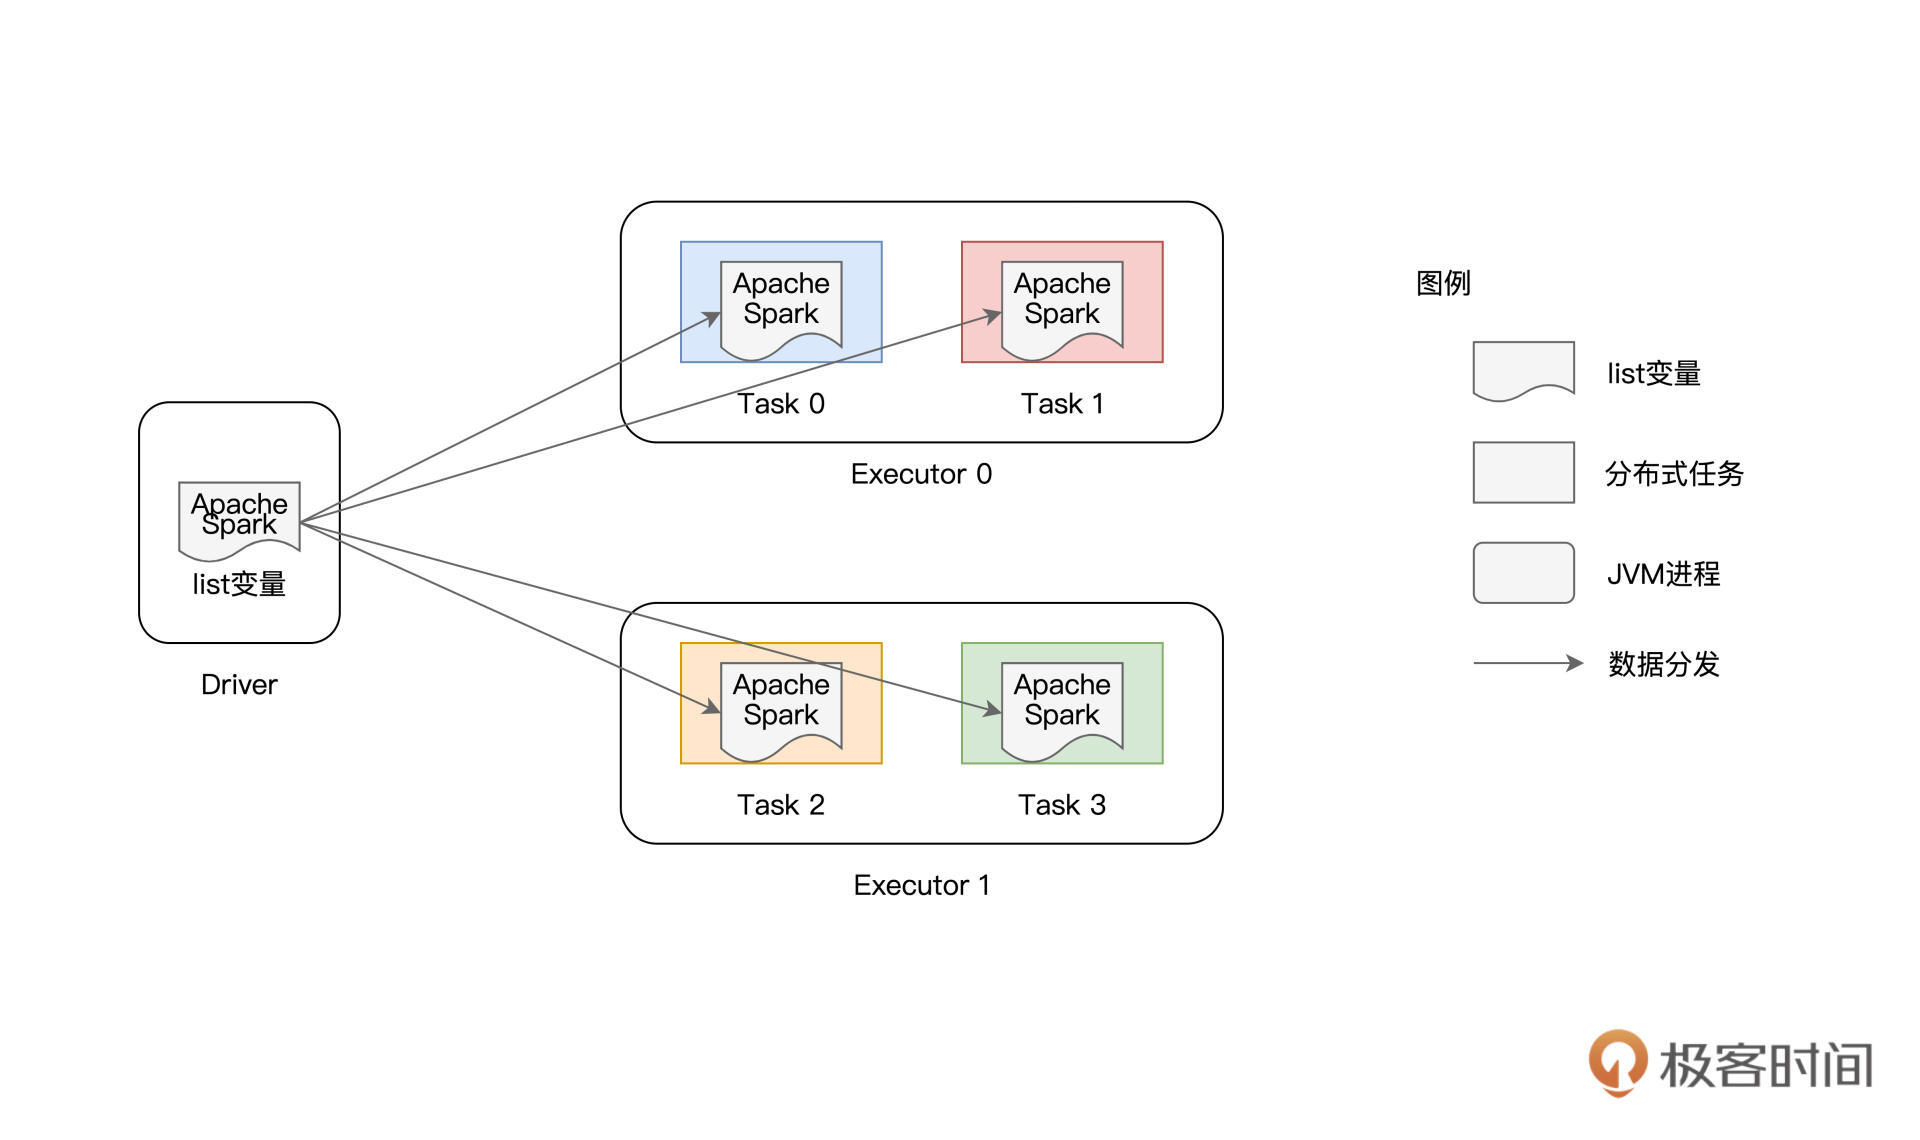 Apache
Spark
list变量
Driver
Apache
Spark
Task 0
Apache
Spark
Task 1
Executor 0
Apache
Spark
Task 2
Apache
Spark
Task 3
Executor 1
图例
list变量
分布式任务
JVM进程
数据分发
极客时间